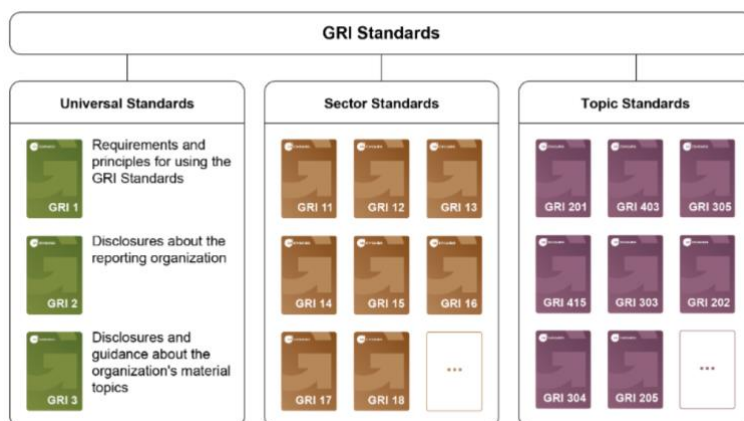 GRI Standards
Universal Standards
GRI 1
Requirements and
principles for using the
GRI Standards
GRI 2
Disclosures about the
reporting organization
GRI 3
Disclosures and
guidance about the
organization's material
topics
Sector Standards
GRI 11
GRI 12
GRI 13
GRI 14
GRI 15
GRI 16
GRI 17
GRI 18
...
Topic Standards
GRI 201
GRI 403
GRI 305
GRI 415
GRI 303
GRI 202
GRI 304
GRI 205
...